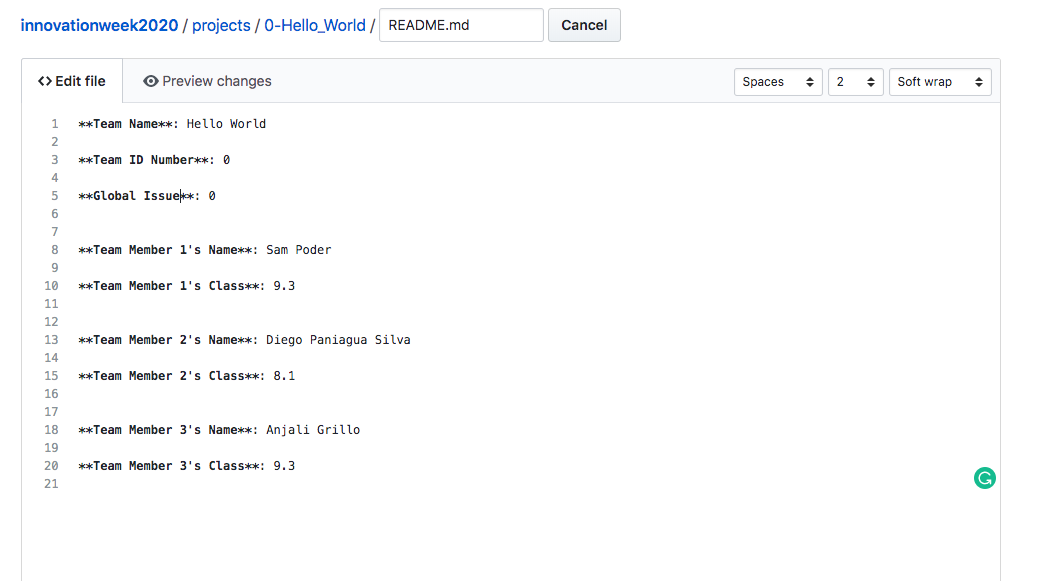 innovationweek2020 / projects / 0-Hello_World / README.md Cancel
<> Edit file Preview changes Spaces 2 Soft wrap
1 **Team Name**: Hello World
2
3 **Team ID Number**: 0
4
5 **Global Issue**: 0
6
7
8 **Team Member 1's Name**: Sam Poder
9
10 **Team Member 1's Class**: 9.3
11
12
13 **Team Member 2's Name**: Diego Paniagua Silva
14
15 **Team Member 2's Class**: 8.1
16
17
18 **Team Member 3's Name**: Anjali Grillo
19
20 **Team Member 3's Class**: 9.3
21